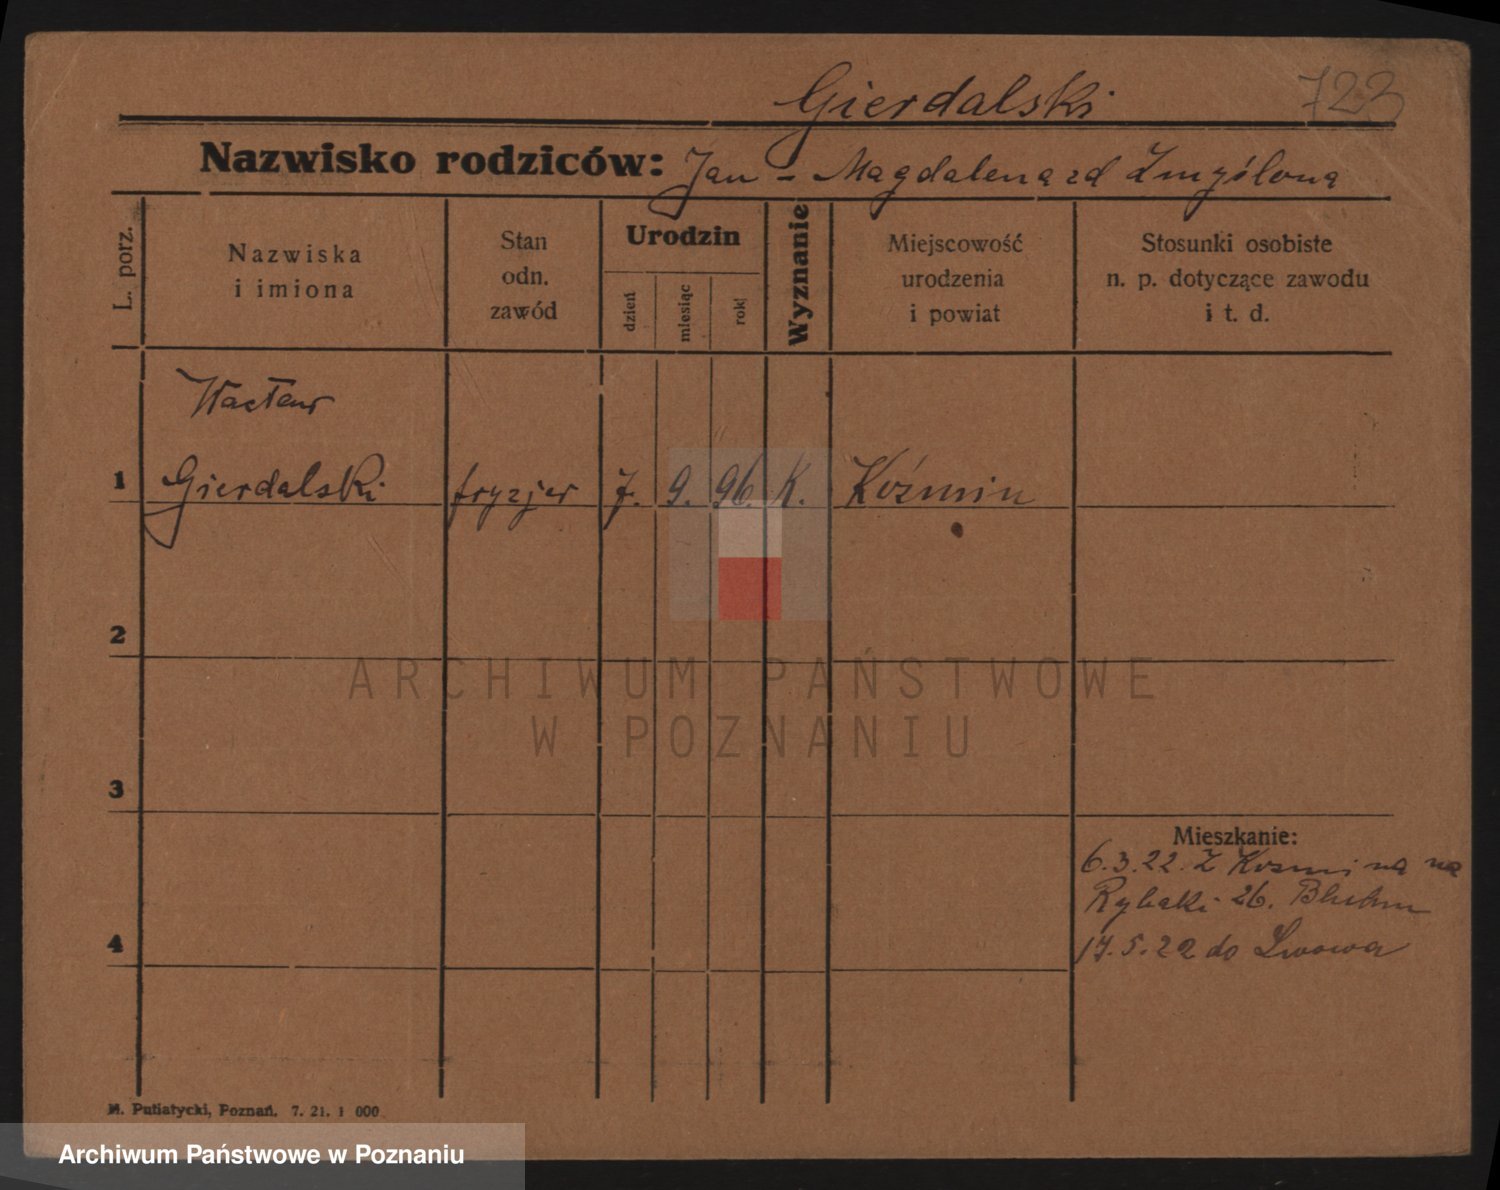 Gierdalski
723
Nazwisko rodziców: Jan - Magdalena zd Zmyślona
L. porz.
Nazwiska
i imiona
Stan
odn.
zawód
Urodzin
dzień
miesiąc
rok
Wyznanie
Miejscowość
urodzenia
i powiat
Stosunki osobiste
n. p. dotyczące zawodu
i t. d.
Wacław
1 Gierdalski fryzjer 7. 9. 96. K. Koźmin
2
3
4
Mieszkanie:
6.3.22. Z Kozmina na
Rybaki 26.
17.5.22 do Lwowa
M. Putiatycki, Poznań. 7. 21. 1 000
ARCHIWUM PAŃSTWOWE
W POZNANIU
Archiwum Państwowe w Poznaniu